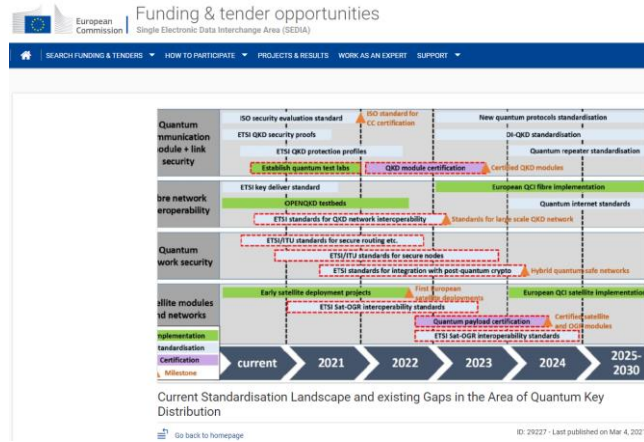 European Commission
Funding & tender opportunities
Single Electronic Data Interchange Area (SEDIA)
SEARCH FUNDING & TENDERS
HOW TO PARTICIPATE
PROJECTS & RESULTS
WORK AS AN EXPERT
SUPPORT
Quantum
mmunication
odule + link
security
ISO security evaluation standard
ISO standard for
CC certification
New quantum protocols standardisation
ETSI QKD security proofs
DI-QKD standardisation
ETSI QKD protection profiles
Quantum repeater standardisation
Establish quantum test labs
QKD module certification
Certified QKD modules
bre network
eroperability
ETSI key deliver standard
European QCI fibre implementation
OPENQKD testbeds
Quantum internet standards
ETSI standards for QKD network interoperability
Standards for large scale QKD network
Quantum
work security
ETSI/ITU standards for secure routing etc.
ETSI/ITU standards for secure nodes
ETSI standards for integration with post-quantum crypto
Hybrid quantum safe networks
ellite modules
nd networks
Early satellite deployment projects
First european
satellite deployments
European QCI satellite implementation
ETSI Sat-OGR interoperability standards
Quantum payload certification
Certified satellite
and OGR modules
ETSI Sat-OGR interoperability standards
mplementation
tandardisation
Certification
Milestone
current
2021
2022
2023
2024
2025-
2030
Current Standardisation Landscape and existing Gaps in the Area of Quantum Key
Distribution
Go back to homepage
ID: 29227 - Last published on Mar 4, 202